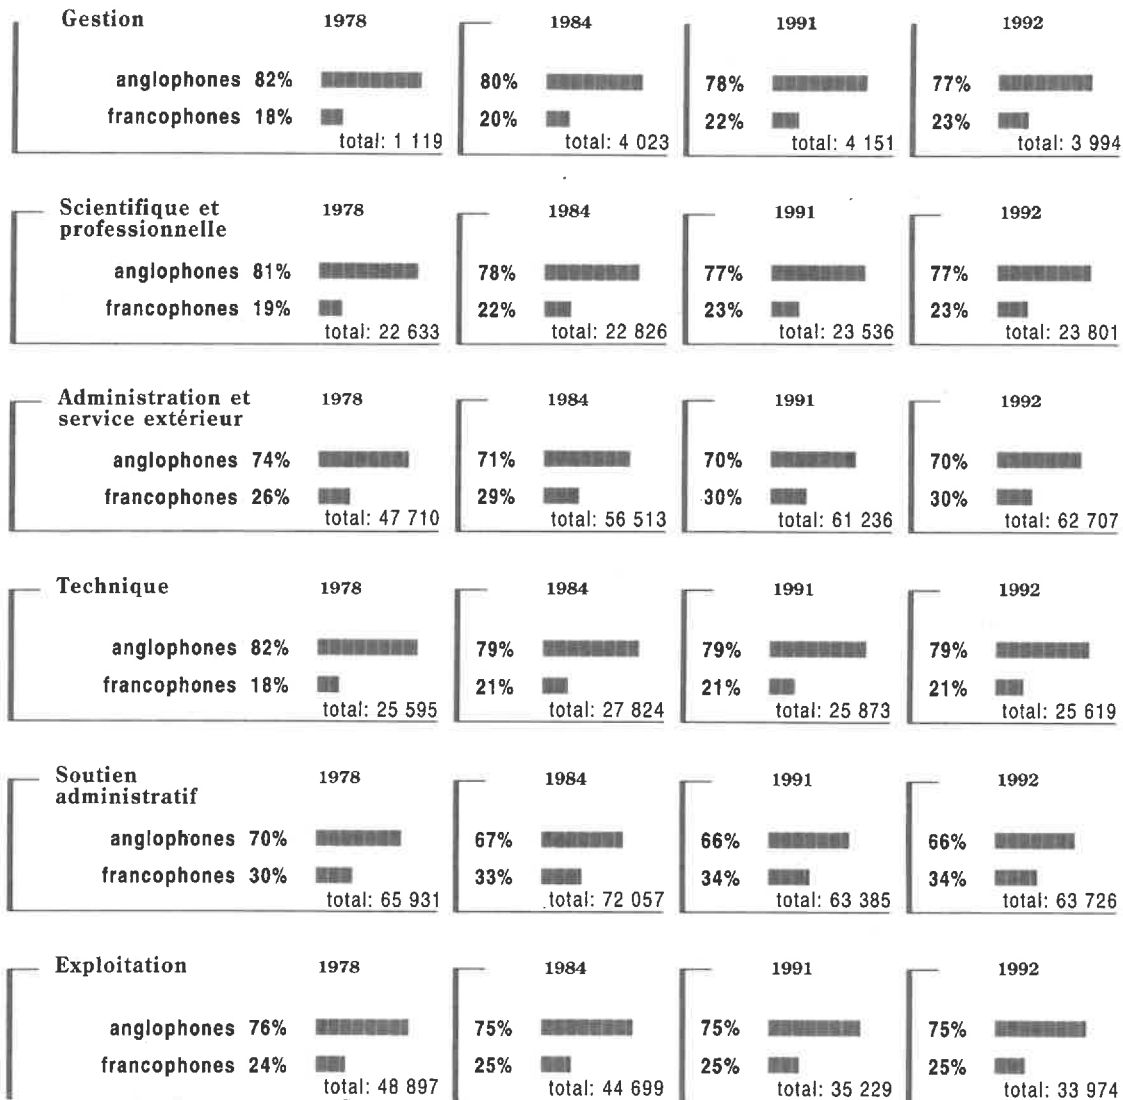 Gestion 1978 1984 1991 1992
anglophones 82% 80% 78% 77%
francophones 18% 20% 22% 23%
total: 1 119 total: 4 023 total: 4 151 total: 3 994
Scientifique et 1978 1984 1991 1992
professionnelle
anglophones 81% 78% 77% 77%
francophones 19% 22% 23% 23%
total: 22 633 total: 22 826 total: 23 536 total: 23 801
Administration et 1978 1984 1991 1992
service extérieur
anglophones 74% 71% 70% 70%
francophones 26% 29% 30% 30%
total: 47 710 total: 56 513 total: 61 236 total: 62 707
Technique 1978 1984 1991 1992
anglophones 82% 79% 79% 79%
francophones 18% 21% 21% 21%
total: 25 595 total: 27 824 total: 25 873 total: 25 619
Soutien 1978 1984 1991 1992
administratif
anglophones 70% 67% 66% 66%
francophones 30% 33% 34% 34%
total: 65 931 total: 72 057 total: 63 385 total: 63 726
Exploitation 1978 1984 1991 1992
anglophones 76% 75% 75% 75%
francophones 24% 25% 25% 25%
total: 48 897 total: 44 699 total: 35 229 total: 33 974